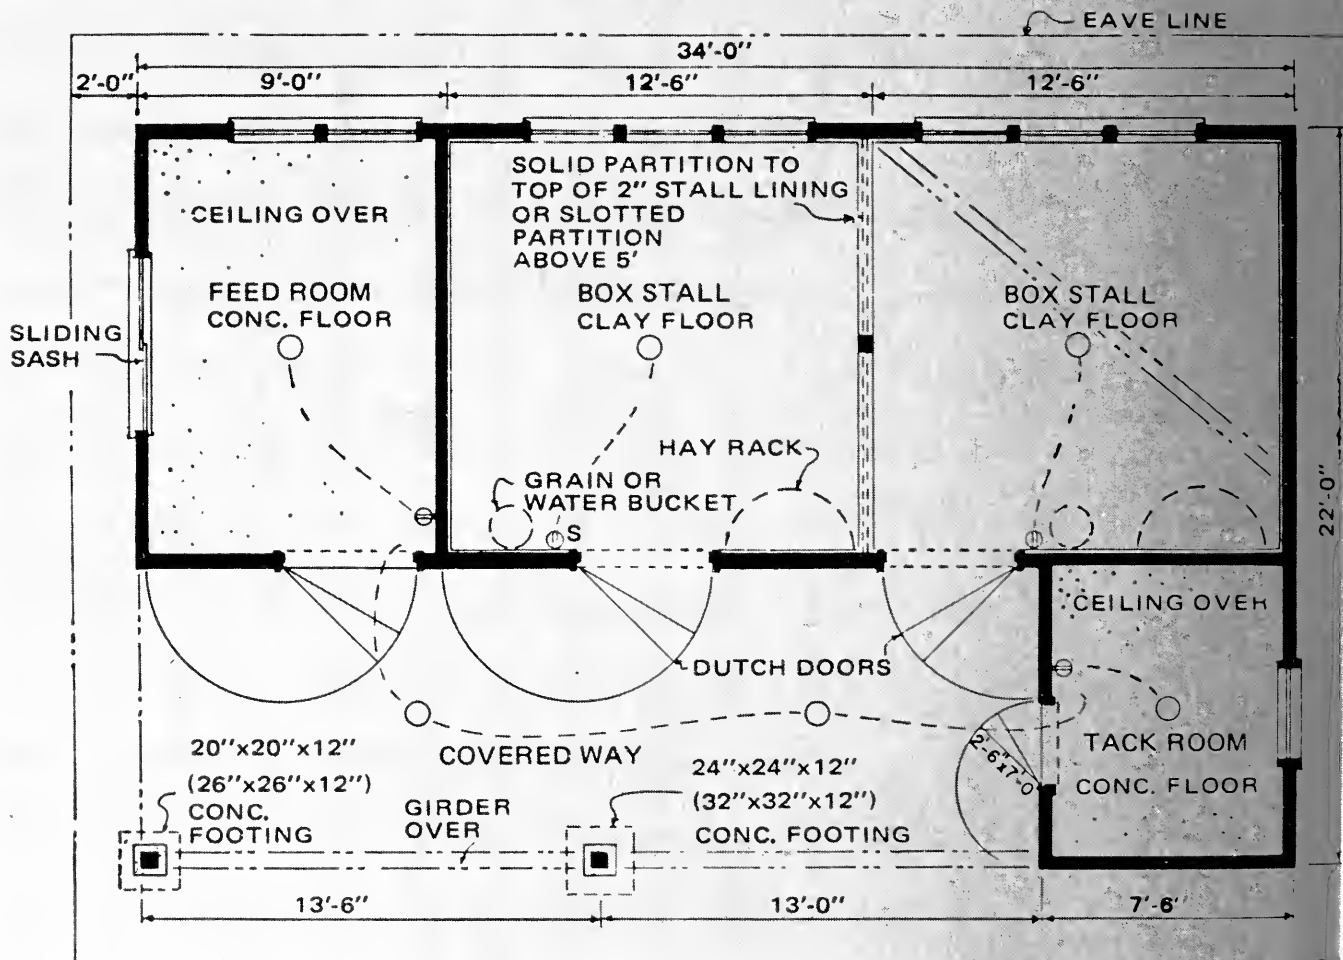 EAVE LINE
34'-0"
2'-0"
9'-0"
12'-6"
12'-6"
SOLID PARTITION TO
TOP OF 2" STALL LINING
OR SLOTTED
PARTITION
ABOVE 5'
CEILING OVER
FEED ROOM
CONC. FLOOR
BOX STALL
CLAY FLOOR
BOX STALL
CLAY FLOOR
SLIDING
SASH
HAY RACK
GRAIN OR
WATER BUCKET
S
22'-0"
CEILING OVER
DUTCH DOORS
COVERED WAY
TACK ROOM
CONC. FLOOR
2'-6"x7'-0
20"x20"x12"
(26"x26"x12")
CONC.
FOOTING
GIRDER
OVER
24"x24"x12"
(32"x32"x12")
CONC. FOOTING
13'-6"
13'-0"
7'-6'